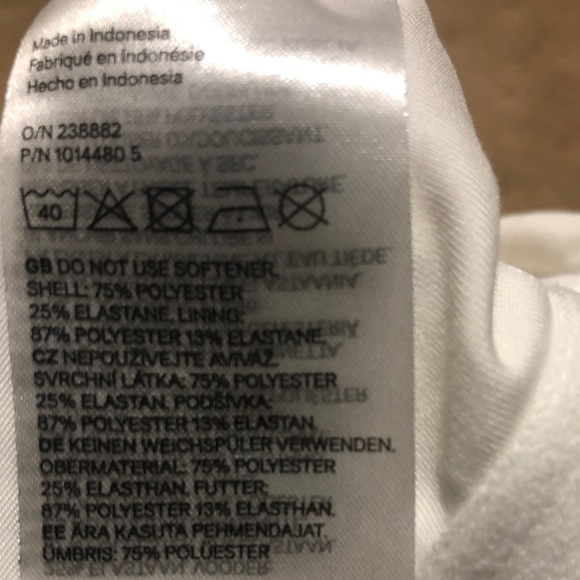 Made in Indonesia
Fabriqué en Indonésie
Hecho en Indonesia
O/N 238882
P/N 1014480 5
40
GB DO NOT USE SOFTENER.
SHELL: 75% POLYESTER
25% ELASTANE. LINING:
87% POLYESTER 13% ELASTANE.
CZ NEPOUŽÍVEJTE AVIVÁŽ.
SVRCHNÍ LÁTKA: 75% POLYESTER
25% ELASTAN. PODŠÍVKA:
87% POLYESTER 13% ELASTAN.
DE KEINEN WEICHSPÜLER VERWENDEN.
OBERMATERIAL: 75% POLYESTER
25% ELASTHAN. FUTTER:
87% POLYESTER 13% ELASTHAN.
EE ÄRA KASUTA PEHMENDAJAT.
ÜMBRIS: 75% POLÜESTER